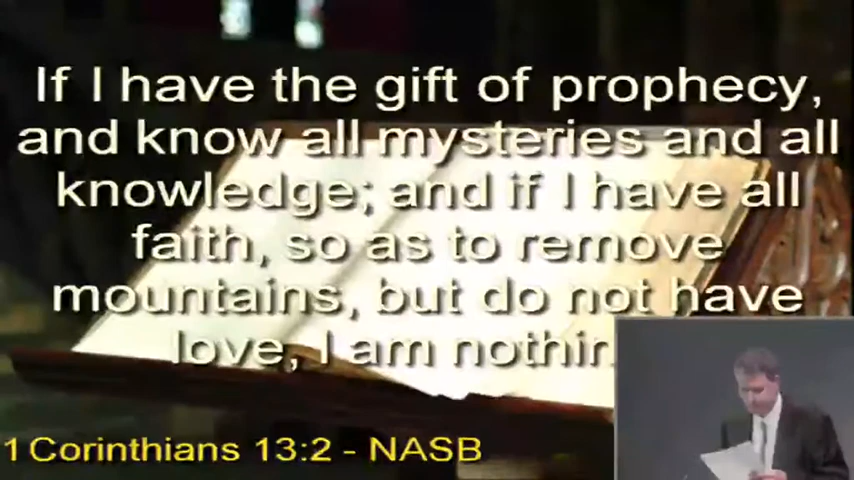 If I have the gift of prophecy,
and know all mysteries and all
knowledge; and if I have all
faith, so as to remove
mountains, but do not have
love, I am nothin
1 Corinthians 13:2 - NASB